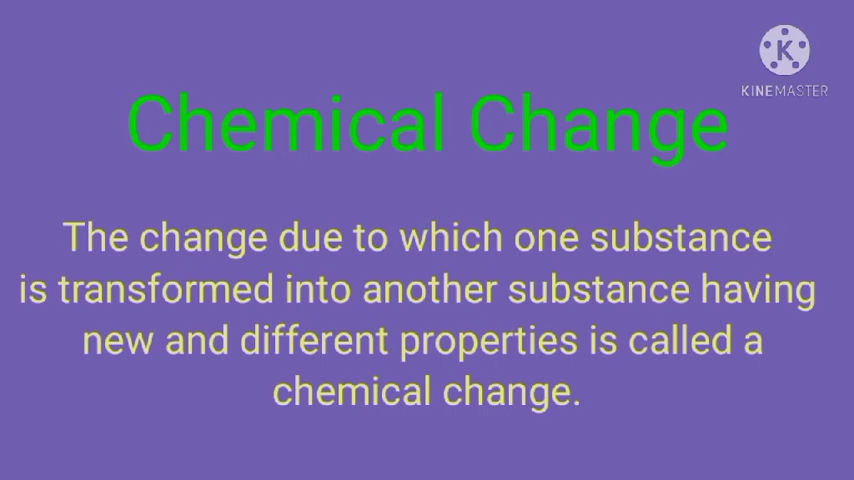 K
KINEMASTER
Chemical Change
The change due to which one substance
is transformed into another substance having
new and different properties is called a
chemical change.